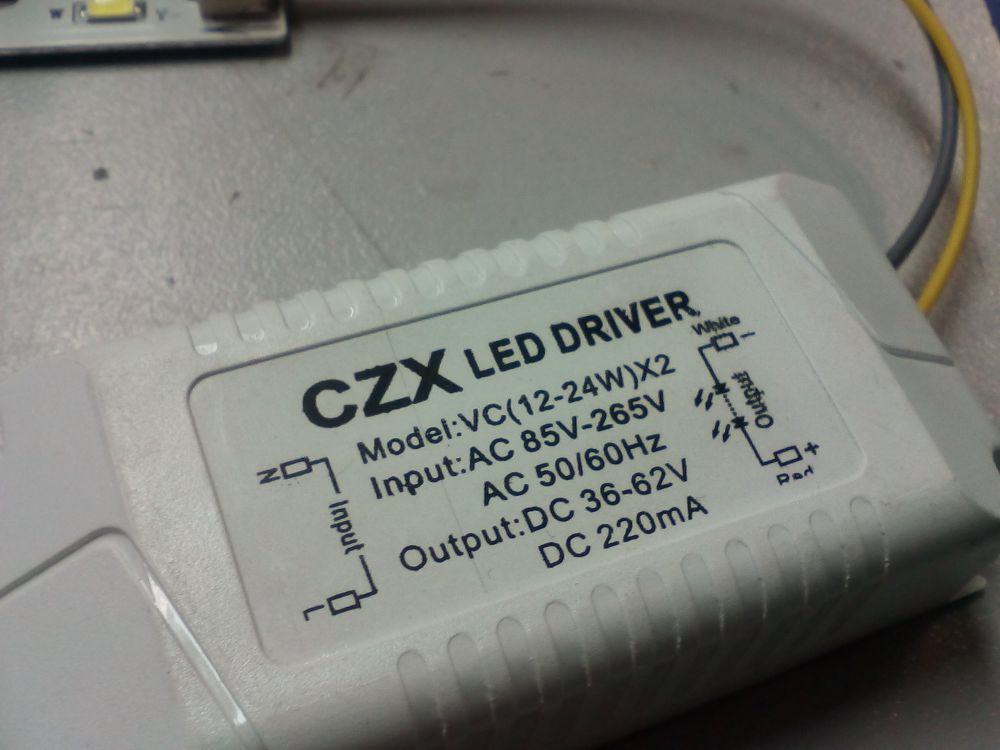 W Y
CZX LED DRIVER
Model:VC(12-24W)X2
Input:AC 85V-265V
AC 50/60Hz
Output:DC 36-62V
DC 220mA
N
Input
L
White −
Output
+
Red